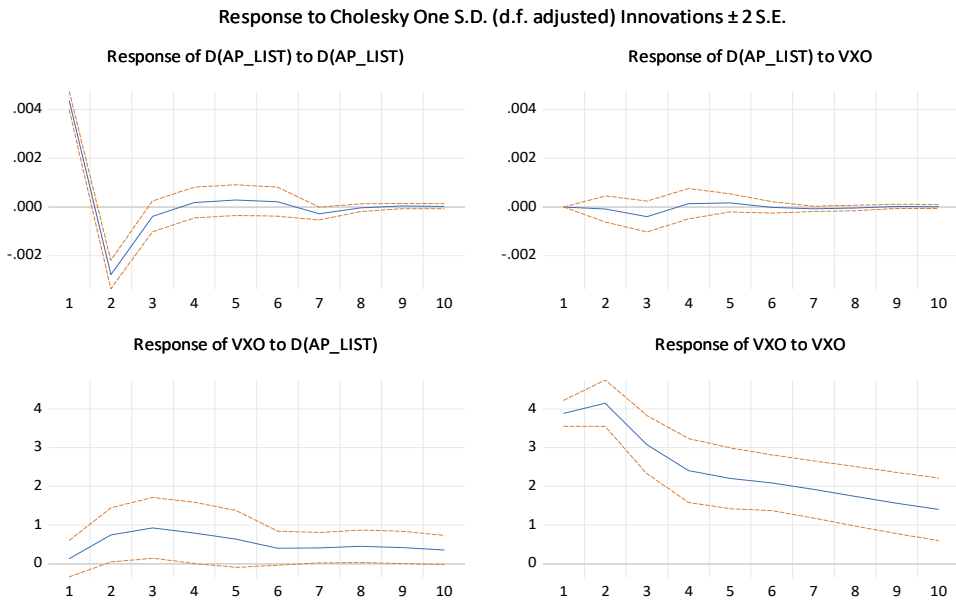 Response to Cholesky One S.D. (d.f. adjusted) Innovations ± 2 S.E.
Response of D(AP_LIST) to D(AP_LIST)
.004
.002
.000
-.002
1 2 3 4 5 6 7 8 9 10
Response of D(AP_LIST) to VXO
.004
.002
.000
-.002
1 2 3 4 5 6 7 8 9 10
Response of VXO to D(AP_LIST)
4
3
2
1
0
1 2 3 4 5 6 7 8 9 10
Response of VXO to VXO
4
3
2
1
0
1 2 3 4 5 6 7 8 9 10